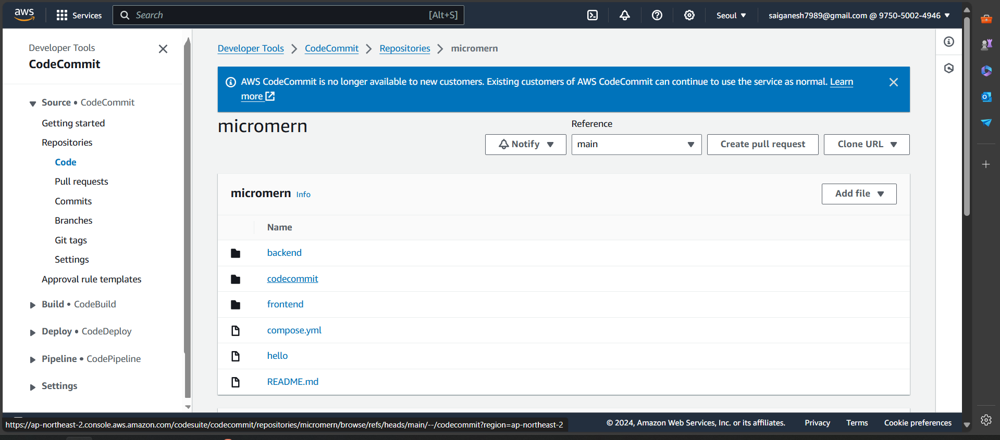 aws
Services
Search
[Alt+S]
Seoul
saiganesh7989@gmail.com @ 9750-5002-4946
Developer Tools
CodeCommit
Source • CodeCommit
Getting started
Repositories
Code
Pull requests
Commits
Branches
Git tags
Settings
Approval rule templates
Build • CodeBuild
Deploy • CodeDeploy
Pipeline • CodePipeline
Settings
Developer Tools
CodeCommit
Repositories
micromern
AWS CodeCommit is no longer available to new customers. Existing customers of AWS CodeCommit can continue to use the service as normal. Learn
more
micromern
Reference
Notify
main
Create pull request
Clone URL
micromern Info
Add file
Name
backend
codecommit
frontend
compose.yml
hello
README.md
https://ap-northeast-2.console.aws.amazon.com/codesuite/codecommit/repositories/micromern/browse/refs/heads/main/--/codecommit?region=ap-northeast-2
© 2024, Amazon Web Services, Inc. or its affiliates.
Privacy
Terms
Cookie preferences